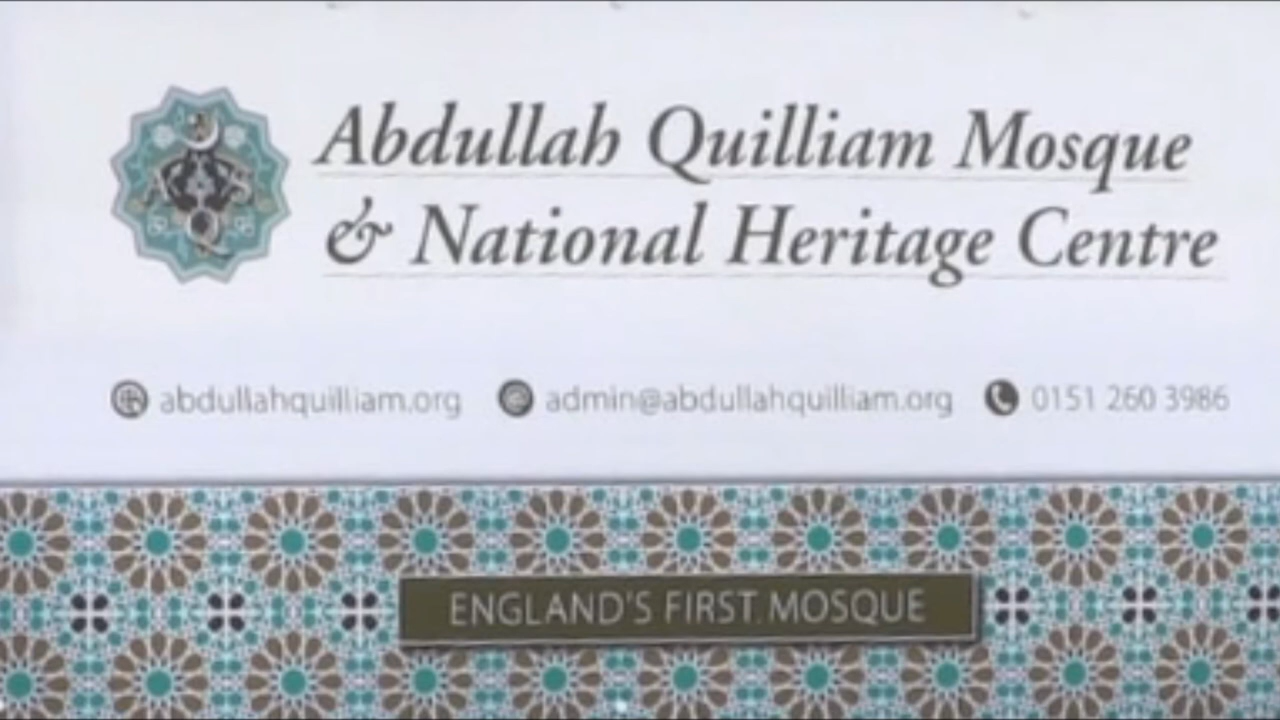 Abdullah Quilliam Mosque
& National Heritage Centre
abdullahquilliam.org admin@abdullahquilliam.org 0151 260 3986
ENGLAND'S FIRST MOSQUE